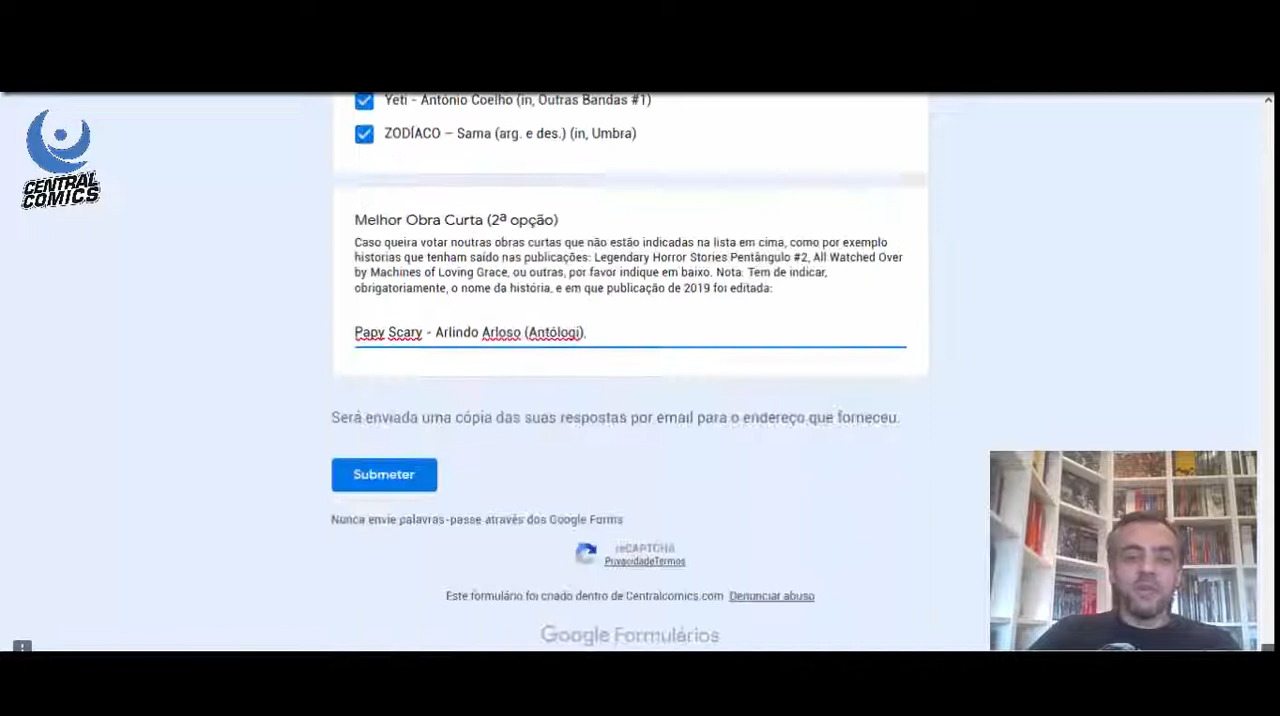 Yeti - António Coelho (in, Outras Bandas #1)
CENTRAL
COMICS
ZODÍACO – Sama (arg. e des.) (in, Umbra)
Melhor Obra Curta (2ª opção)
Caso queira votar noutras obras curtas que não estão indicadas na lista em cima, como por exemplo
historias que tenham saído nas publicações: Legendary Horror Stories Pentângulo #2, All Watched Over
by Machines of Loving Grace, ou outras, por favor indique em baixo. Nota: Tem de indicar,
obrigatoriamente, o nome da história, e em que publicação de 2019 foi editada:
Papy Scary - Arlindo Arloso (Antólogi),
Será enviada uma cópia das suas respostas por email para o endereço que forneceu.
Submeter
Nunca envie palavras-passe através dos Google Forms
reCAPTCHA
PrivacidadeTermos
Este formulário foi criado dentro de Centralcomics.com Denunciar abuso
Google Formulários